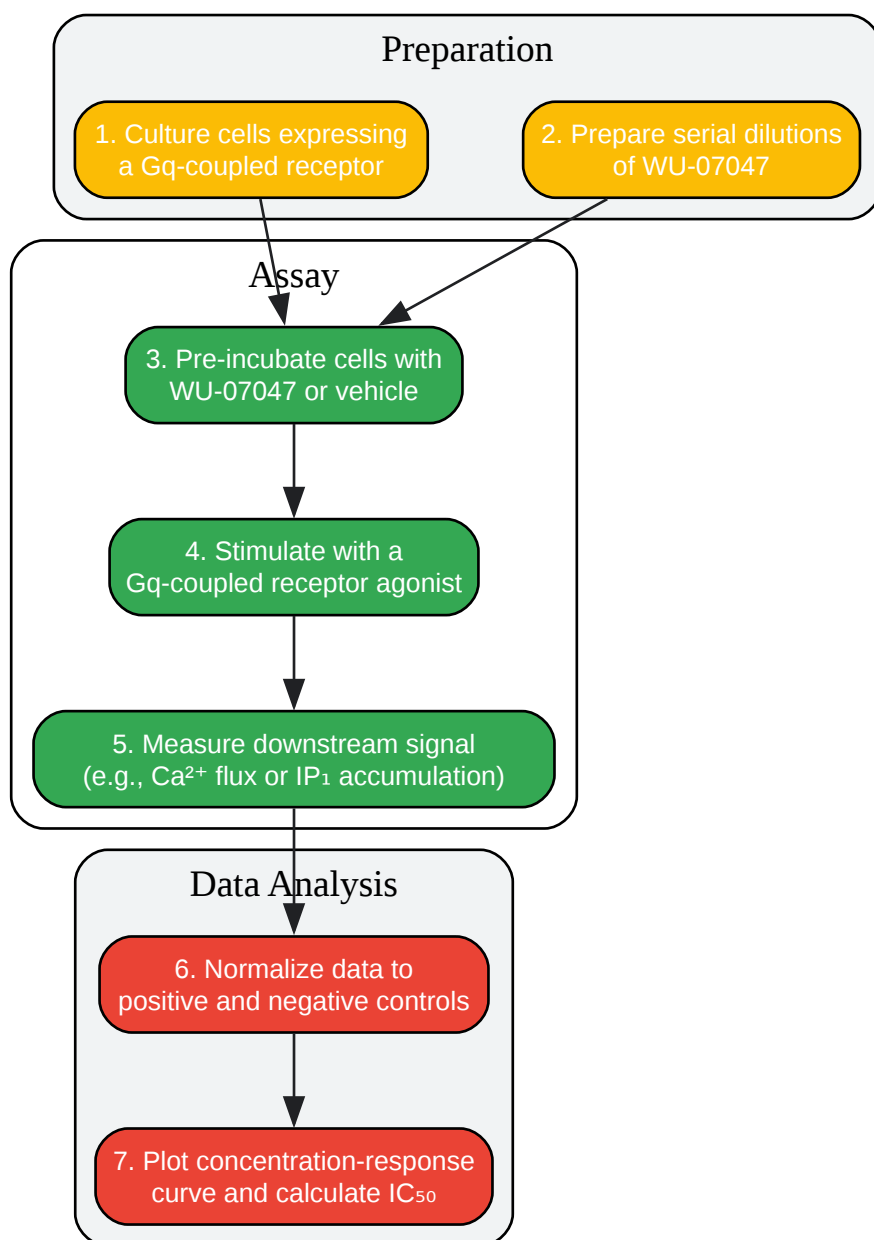 Preparation
1. Culture cells expressing
a Gq-coupled receptor
2. Prepare serial dilutions
of WU-07047
Assay
3. Pre-incubate cells with
WU-07047 or vehicle
4. Stimulate with a
Gq-coupled receptor agonist
5. Measure downstream signal
(e.g., Ca²⁺ flux or IP₁ accumulation)
Data Analysis
6. Normalize data to
positive and negative controls
7. Plot concentration-response
curve and calculate IC₅₀